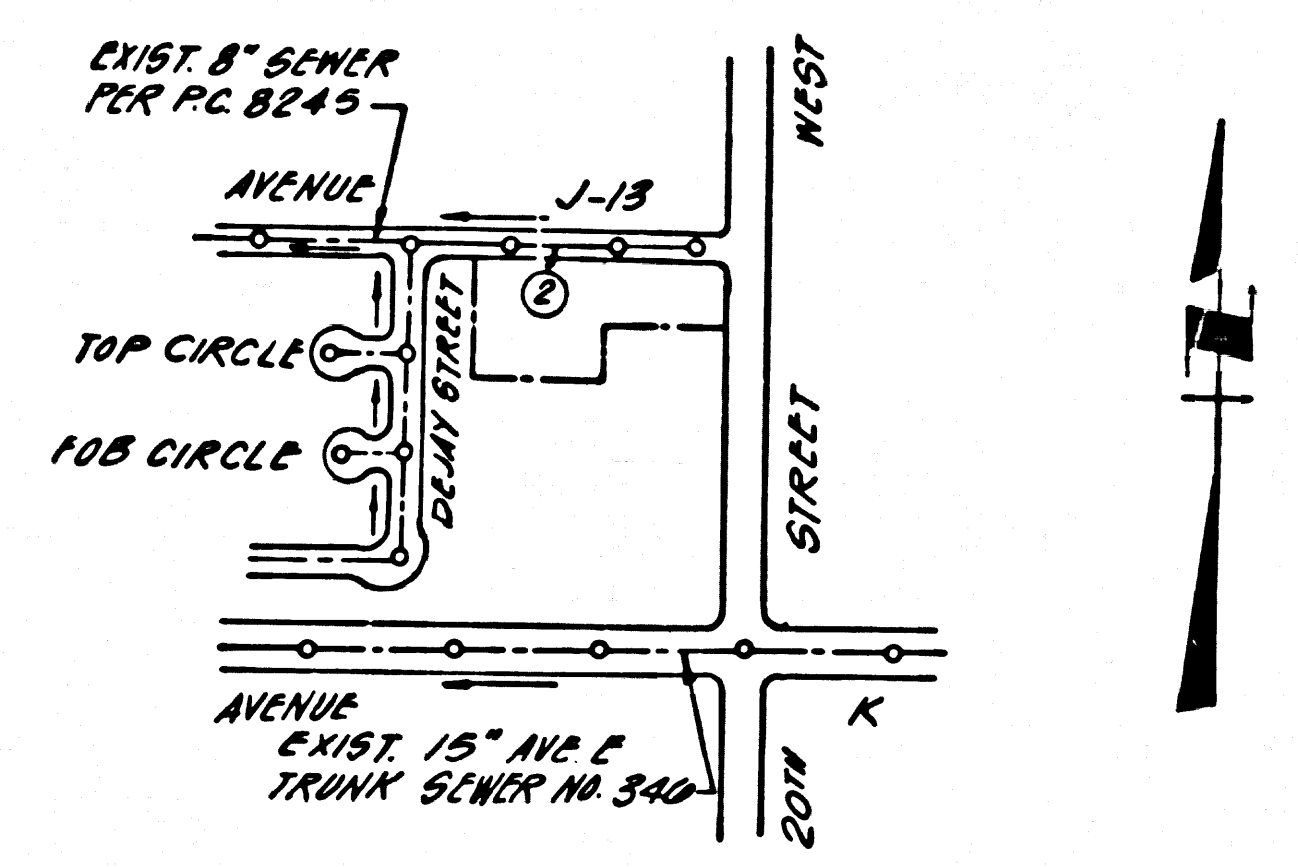 EXIST. 8" SEWER
PER P.C. 8245
AVENUE J-13
WEST
2
TOP CIRCLE
DEJAY STREET
FOB CIRCLE
STREET
AVENUE K
EXIST. 15" AVE. E
TRUNK SEWER NO. 346
20TH